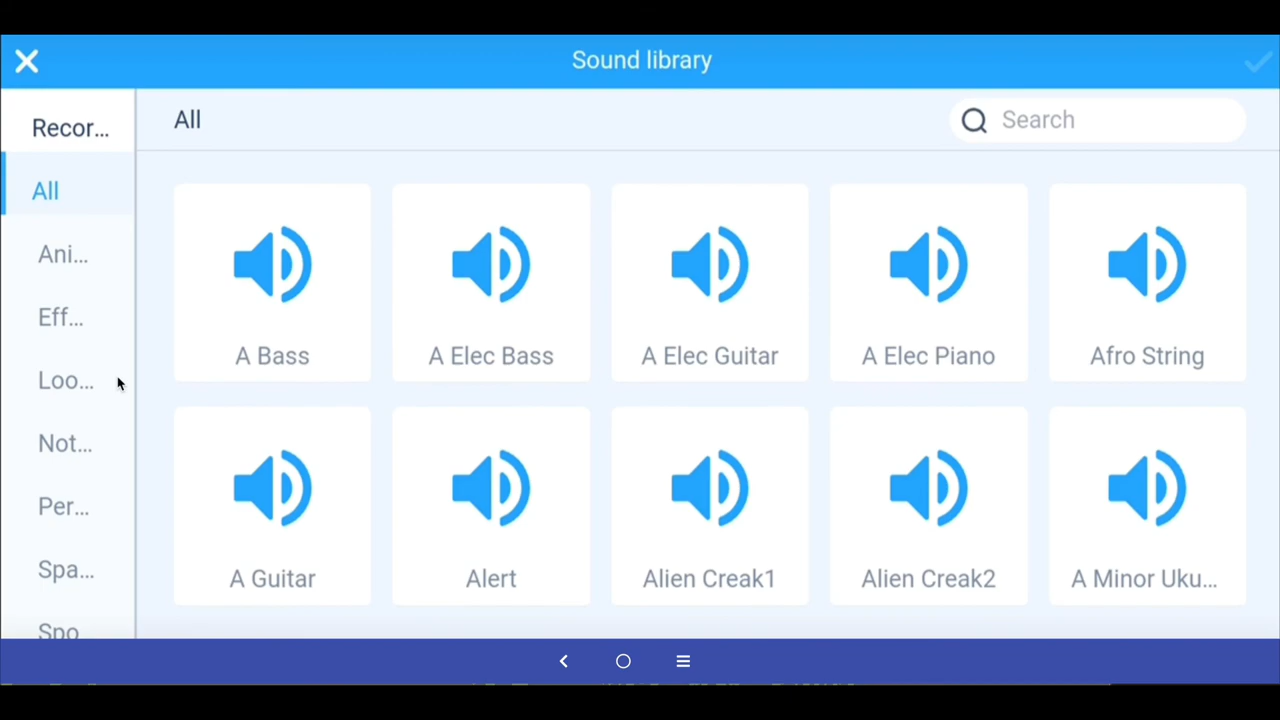 Sound library
Recor...
All
Search
All
Ani...
Eff...
Loo...
Not...
Per...
Spa...
Spo
A Bass
A Elec Bass
A Elec Guitar
A Elec Piano
Afro String
A Guitar
Alert
Alien Creak1
Alien Creak2
A Minor Uku...